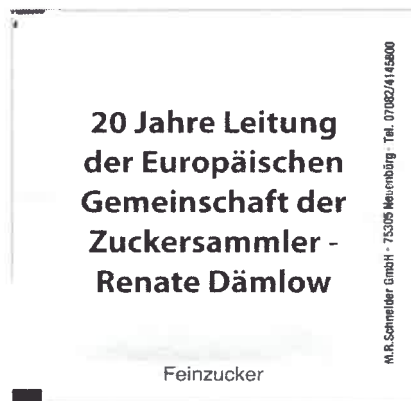 20 Jahre Leitung
der Europäischen
Gemeinschaft der
Zuckersammler -
Renate Dämlow
Feinzucker
M.R.Schneider GmbH - 75305 Neuenbürg - Tel. 07082/4145800